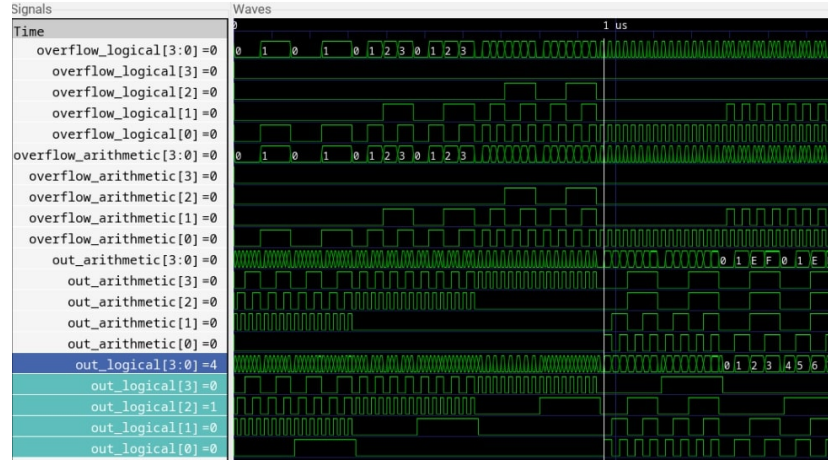 Signals
Waves
Time
0
1 us
overflow_logical[3:0]=0
0 1 0 1 0 1 2 3 0 1 2 3
overflow_logical[3]=0
overflow_logical[2]=0
overflow_logical[1]=0
overflow_logical[0]=0
overflow_arithmetic[3:0]=0
0 1 0 1 0 1 2 3 0 1 2 3
overflow_arithmetic[3]=0
overflow_arithmetic[2]=0
overflow_arithmetic[1]=0
overflow_arithmetic[0]=0
out_arithmetic[3:0]=0
0 1 E F 0 1 E
out_arithmetic[3]=0
out_arithmetic[2]=0
out_arithmetic[1]=0
out_arithmetic[0]=0
out_logical[3:0]=4
0 1 2 3 4 5 6
out_logical[3]=0
out_logical[2]=1
out_logical[1]=0
out_logical[0]=0